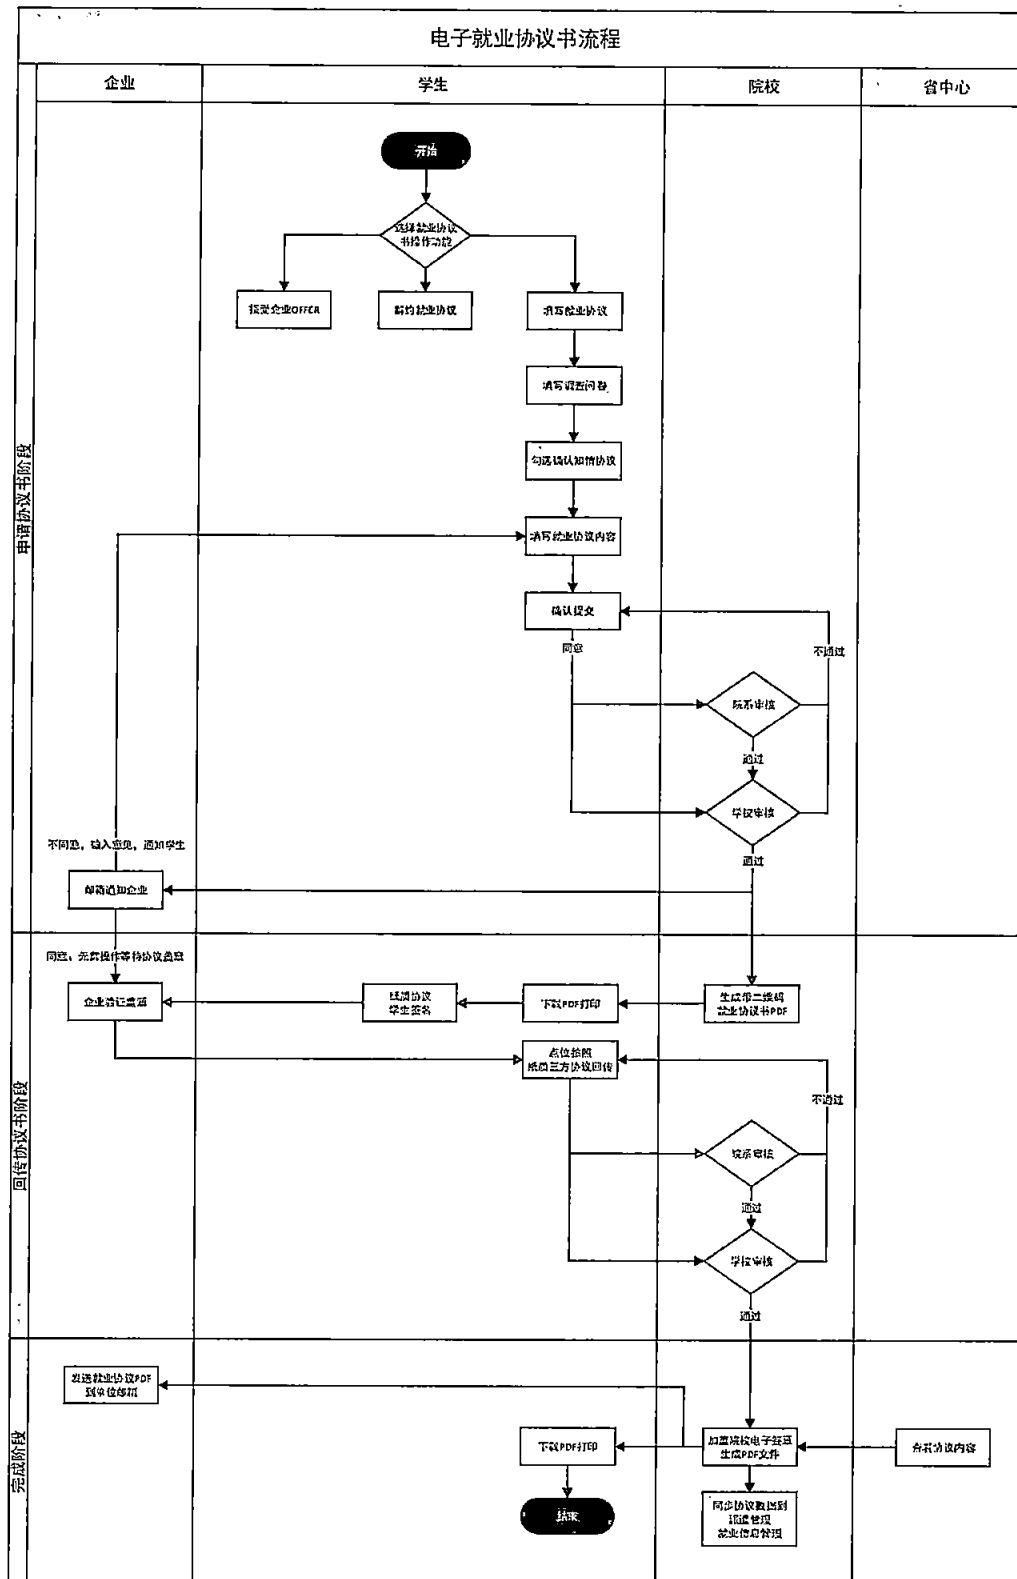 电子就业协议书流程
企业
学生
院校
省中心
申请协议书阶段
开始
选择就业协议
书操作功能
接受企业OFFER
解约就业协议
填写就业协议
填写调查问卷
勾选确认知情协议
填写就业协议内容
确认提交
同意
不通过
院系审核
通过
学校审核
通过
不同意，输入意见，通知学生
邮箱通知企业
回传协议书阶段
同意，无需操作等待协议盖章
企业验证盖章
纸质协议
学生签名
下载PDF打印
生成带二维码
就业协议书PDF
点位拍照
纸质三方协议回传
不通过
院系审核
通过
学校审核
通过
完成阶段
发送就业协议PDF
到单位邮箱
下载PDF打印
加盖院校电子签章
生成PDF文件
查看协议内容
结束
同步协议数据到
派遣管理
就业信息管理